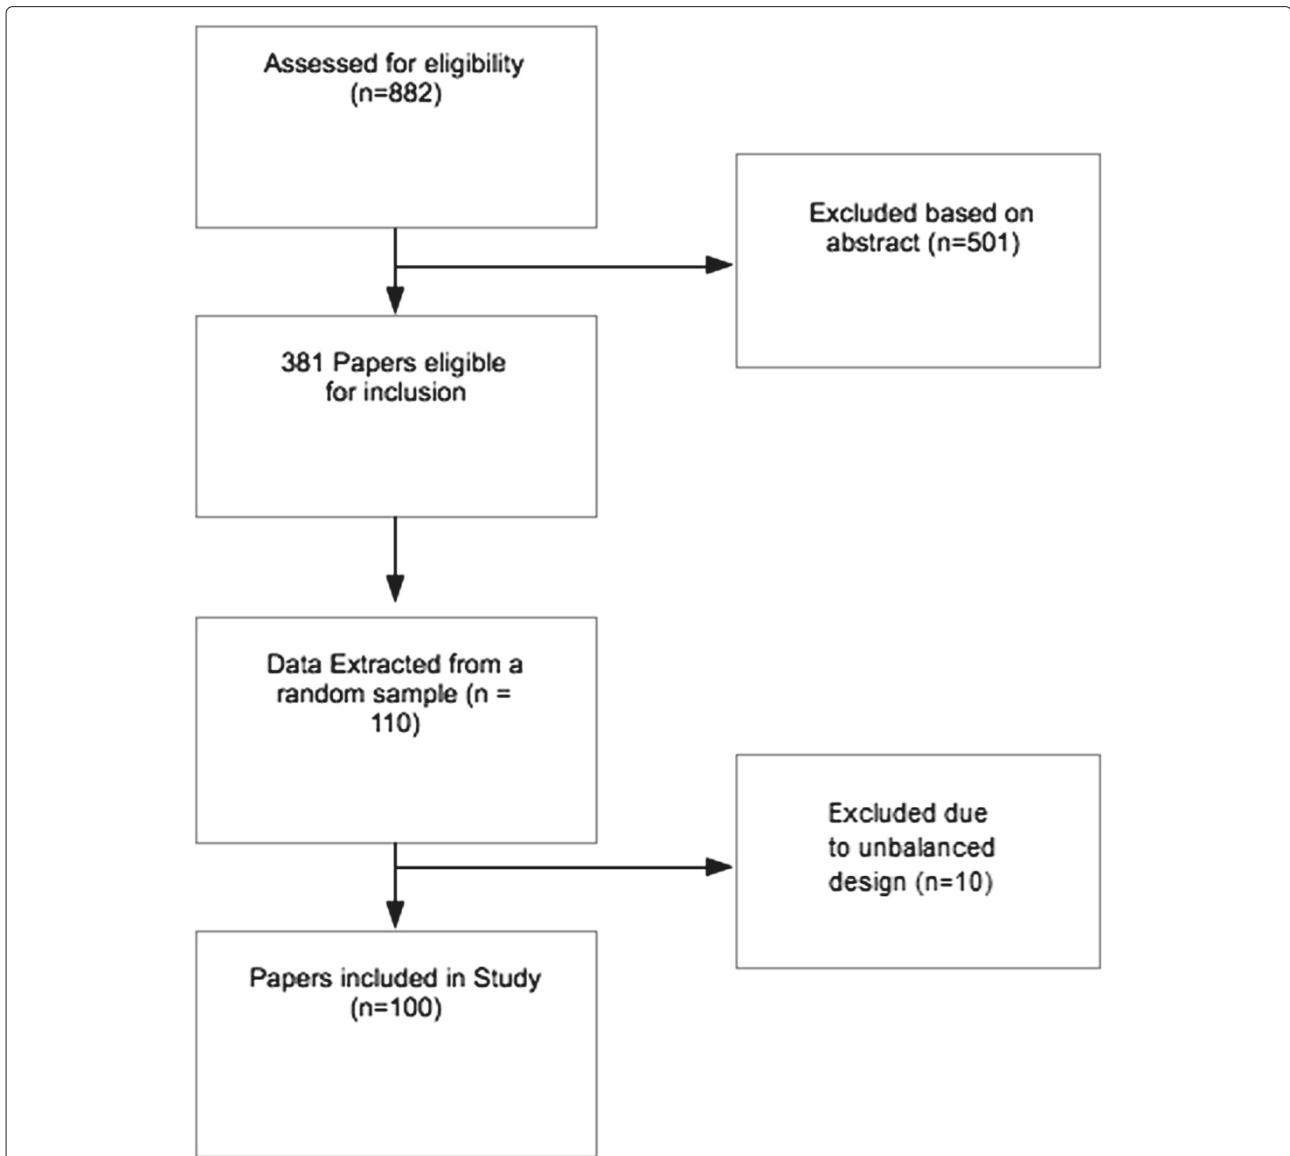 Assessed for eligibility
(n=882)
Excluded based on
abstract (n=501)
381 Papers eligible
for inclusion
Data Extracted from a
random sample (n =
110)
Excluded due
to unbalanced
design (n=10)
Papers included in Study
(n=100)